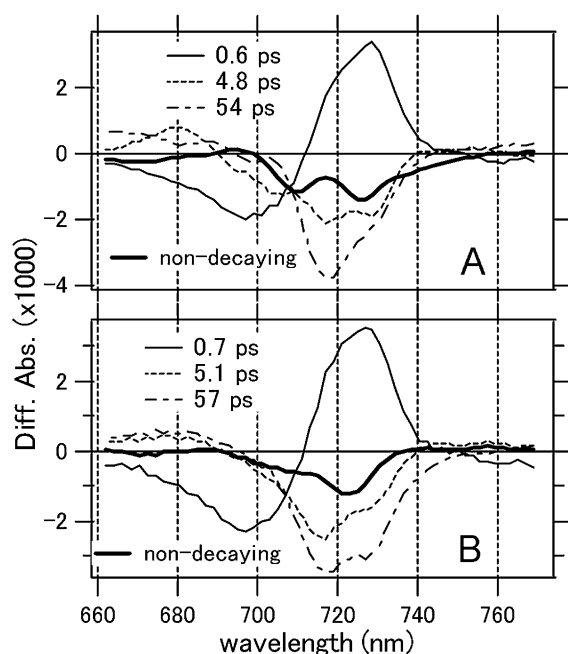 0.6 ps
4.8 ps
54 ps
2
0
-2
-4
non-decaying
A
Diff. Abs. (x1000)
0.7 ps
5.1 ps
57 ps
2
0
-2
non-decaying
B
660 680 700 720 740 760
wavelength (nm)